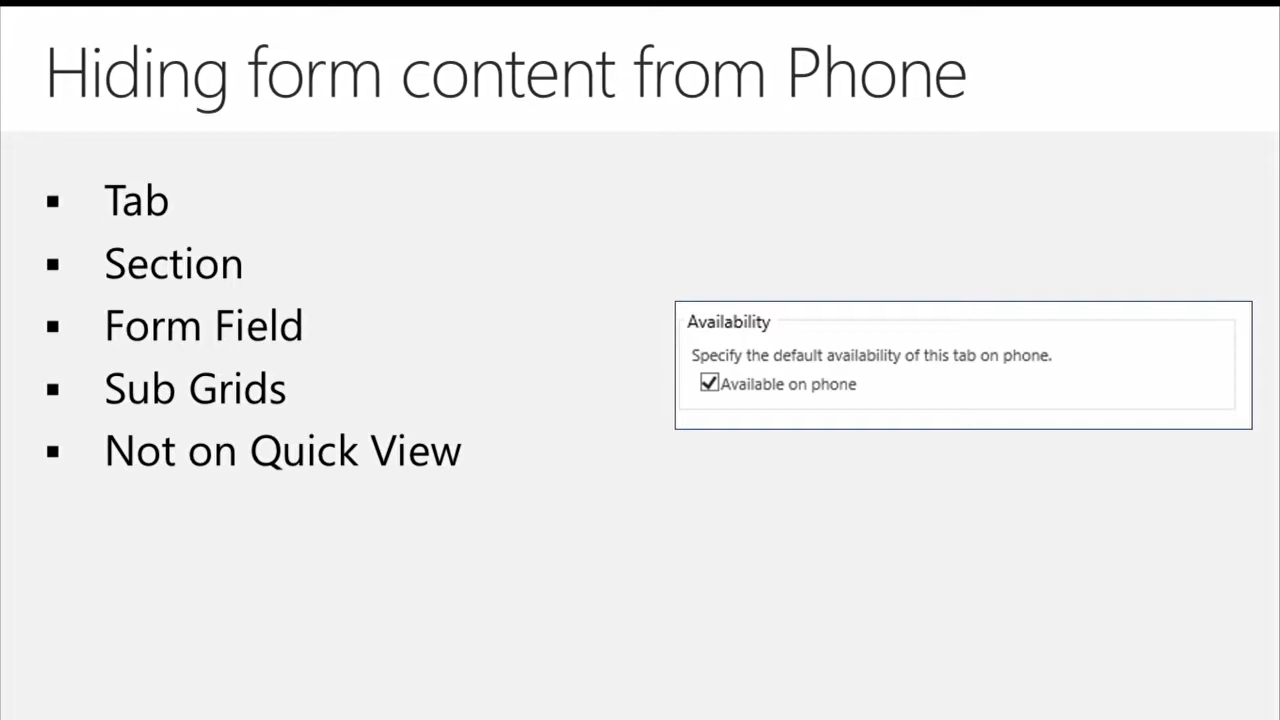 Hiding form content from Phone
▪ Tab
▪ Section
▪ Form Field
▪ Sub Grids
▪ Not on Quick View
Availability
Specify the default availability of this tab on phone.
Available on phone